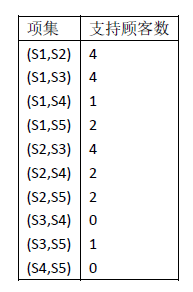 项集 支持顾客数
(S1,S2) 4
(S1,S3) 4
(S1,S4) 1
(S1,S5) 2
(S2,S3) 4
(S2,S4) 2
(S2,S5) 2
(S3,S4) 0
(S3,S5) 1
(S4,S5) 0